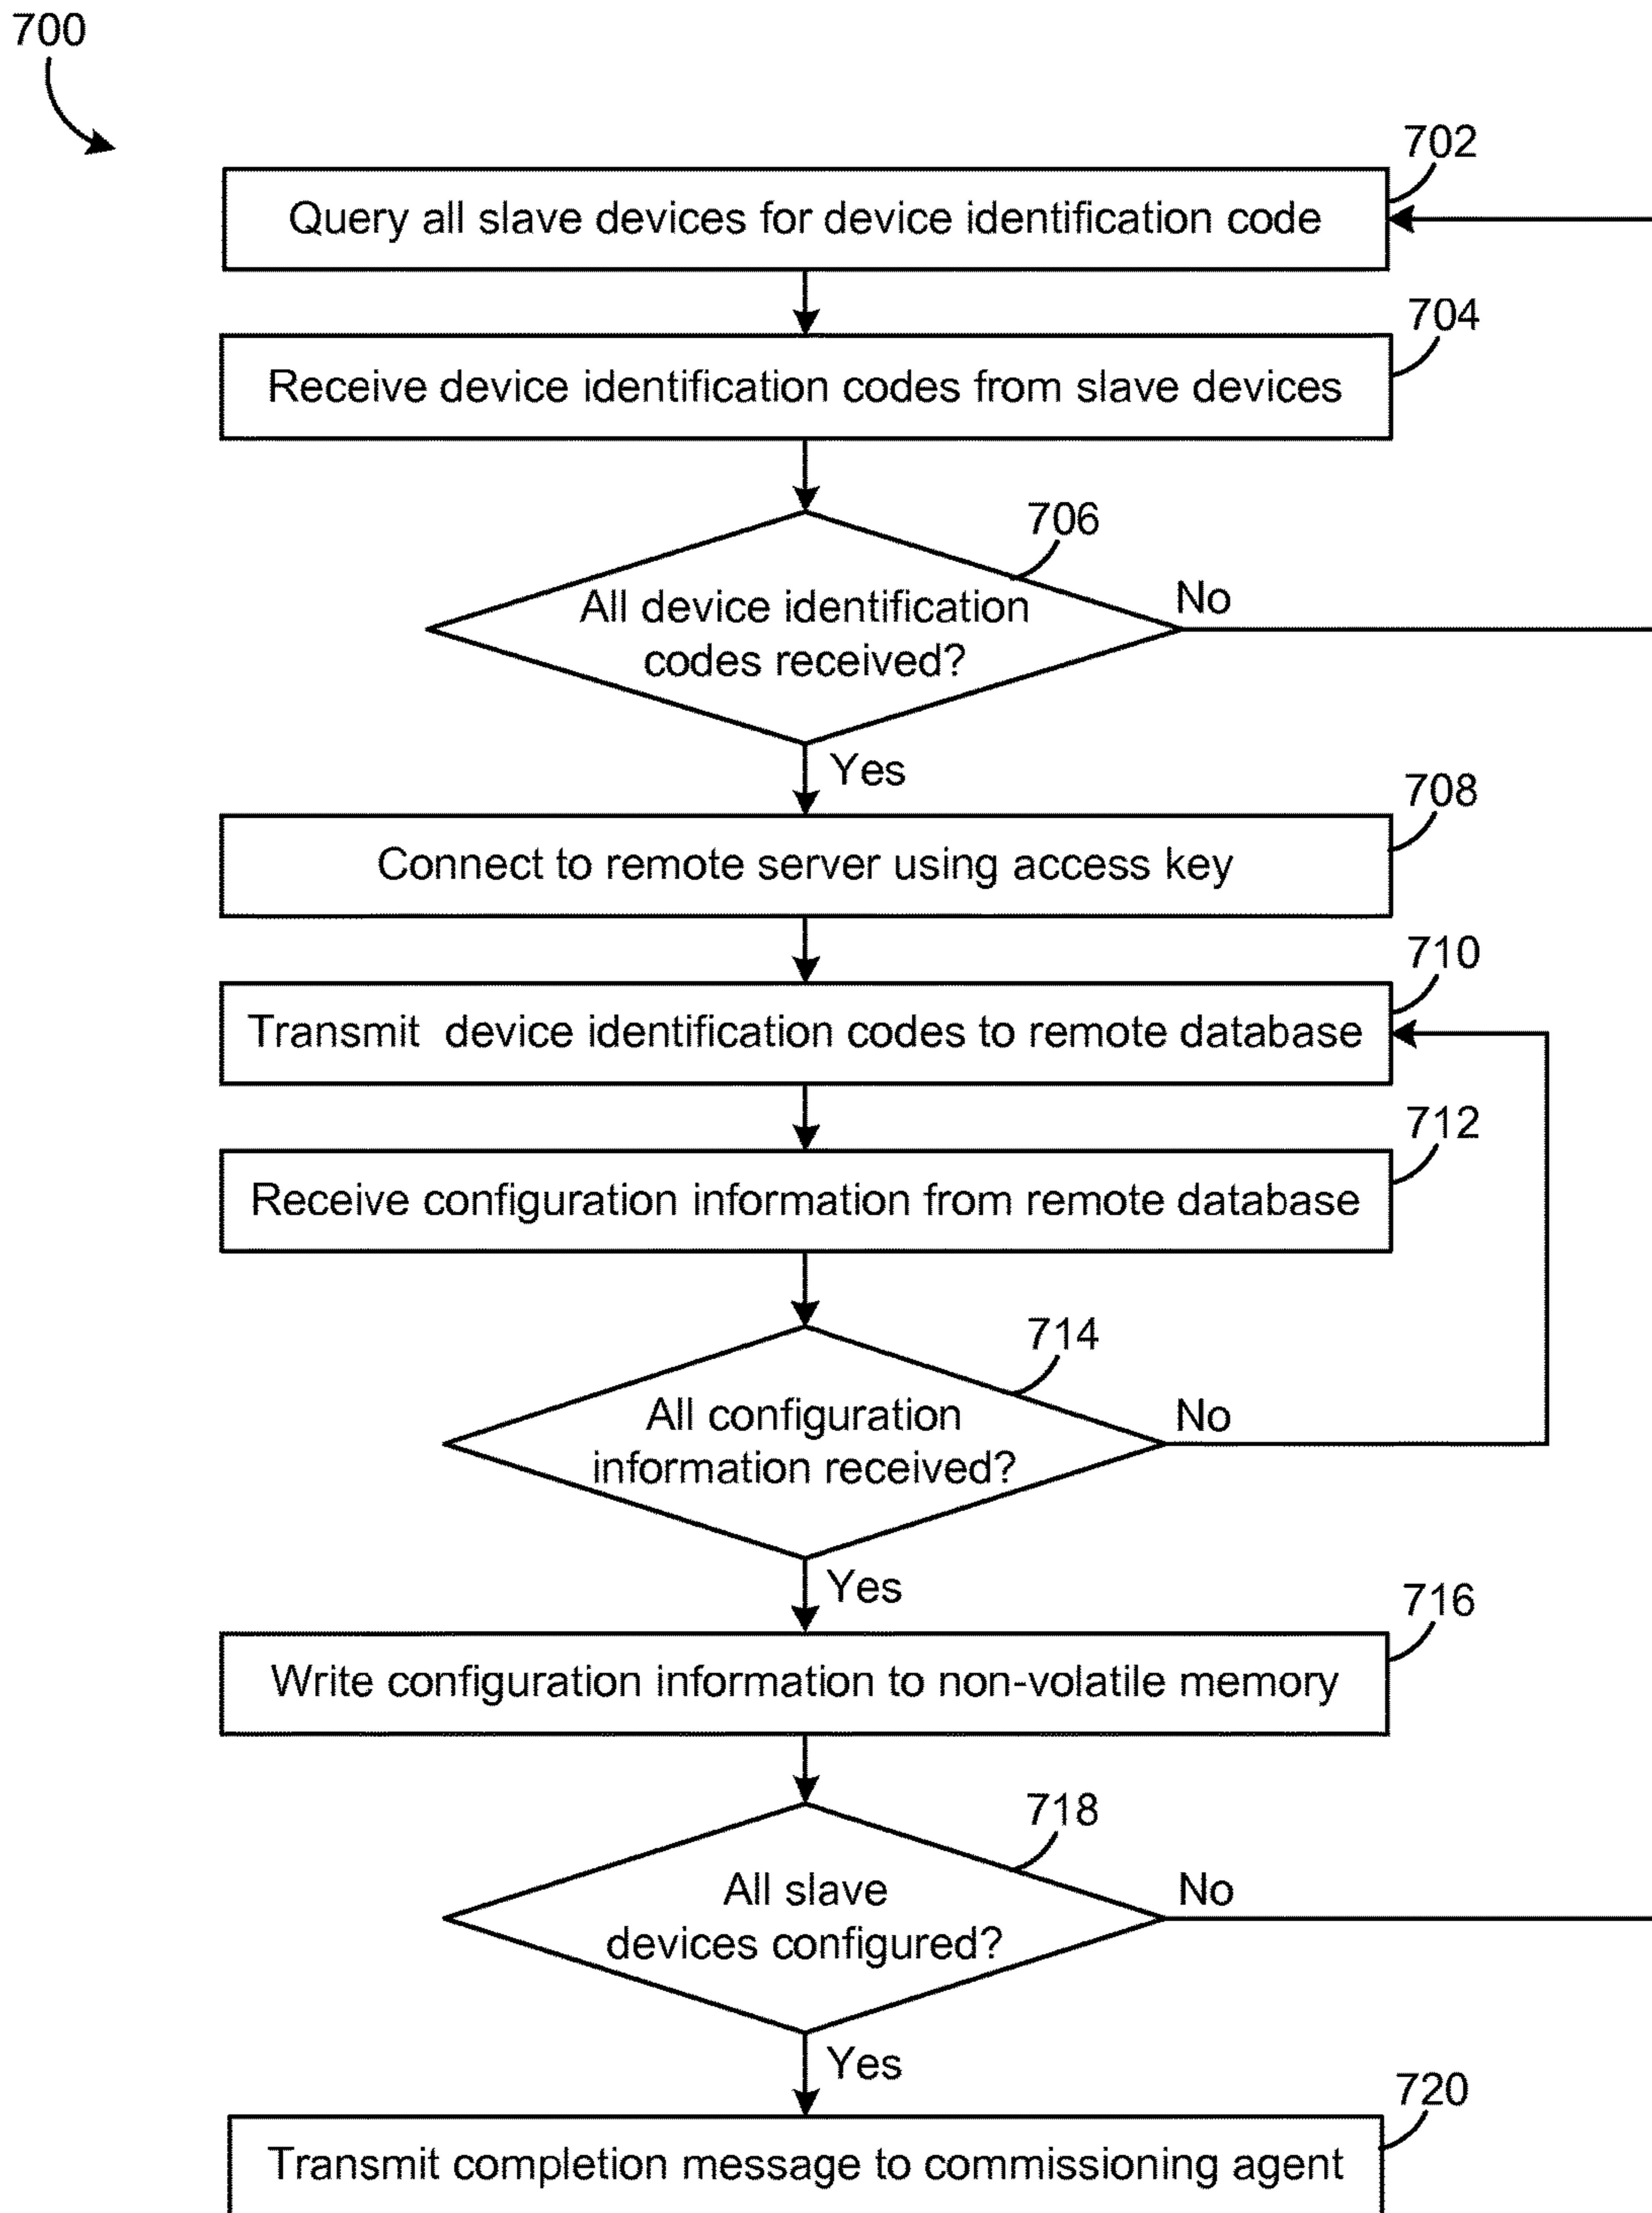 700
702
Query all slave devices for device identification code
704
Receive device identification codes from slave devices
706
All device identification
codes received?
No
Yes
708
Connect to remote server using access key
710
Transmit device identification codes to remote database
712
Receive configuration information from remote database
714
All configuration
information received?
No
Yes
716
Write configuration information to non-volatile memory
718
All slave
devices configured?
No
Yes
720
Transmit completion message to commissioning agent